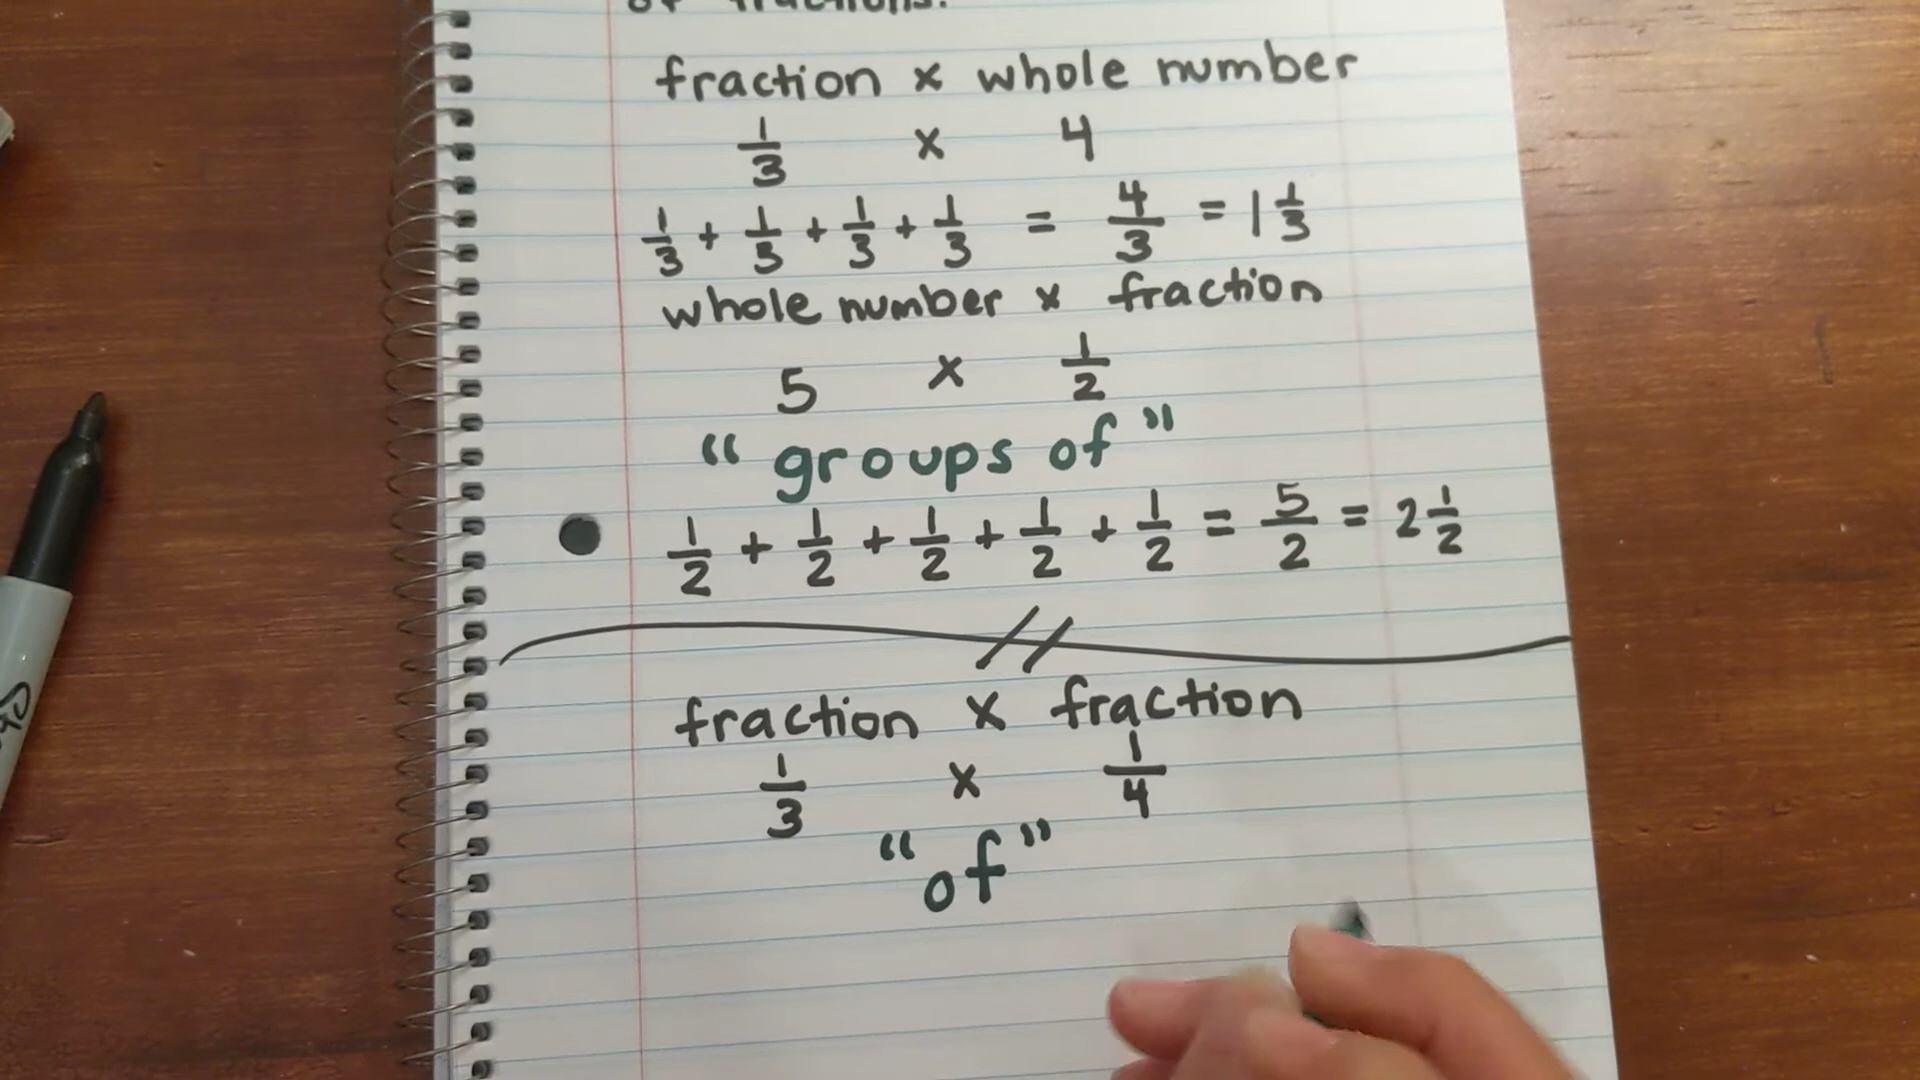 of fractions.
fraction x whole number
1/3 x 4
1/3 + 1/3 + 1/3 + 1/3 = 4/3 = 1 1/3
whole number x fraction
5 x 1/2
“groups of”
1/2 + 1/2 + 1/2 + 1/2 + 1/2 = 5/2 = 2 1/2
fraction x fraction
1/3 x 1/4
“of”